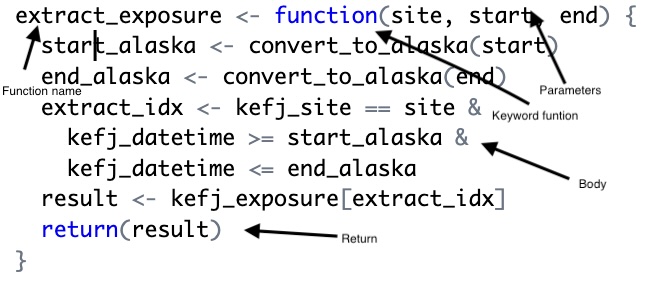 extract_exposure <- function(site, start, end) {
start_alaska <- convert_to_alaska(start)
end_alaska <- convert_to_alaska(end)
Function name
Parameters
extract_idx <- kefj_site == site &
Keyword funtion
kefj_datetime >= start_alaska &
kefj_datetime <= end_alaska
Body
result <- kefj_exposure[extract_idx]
return(result)
Return
}